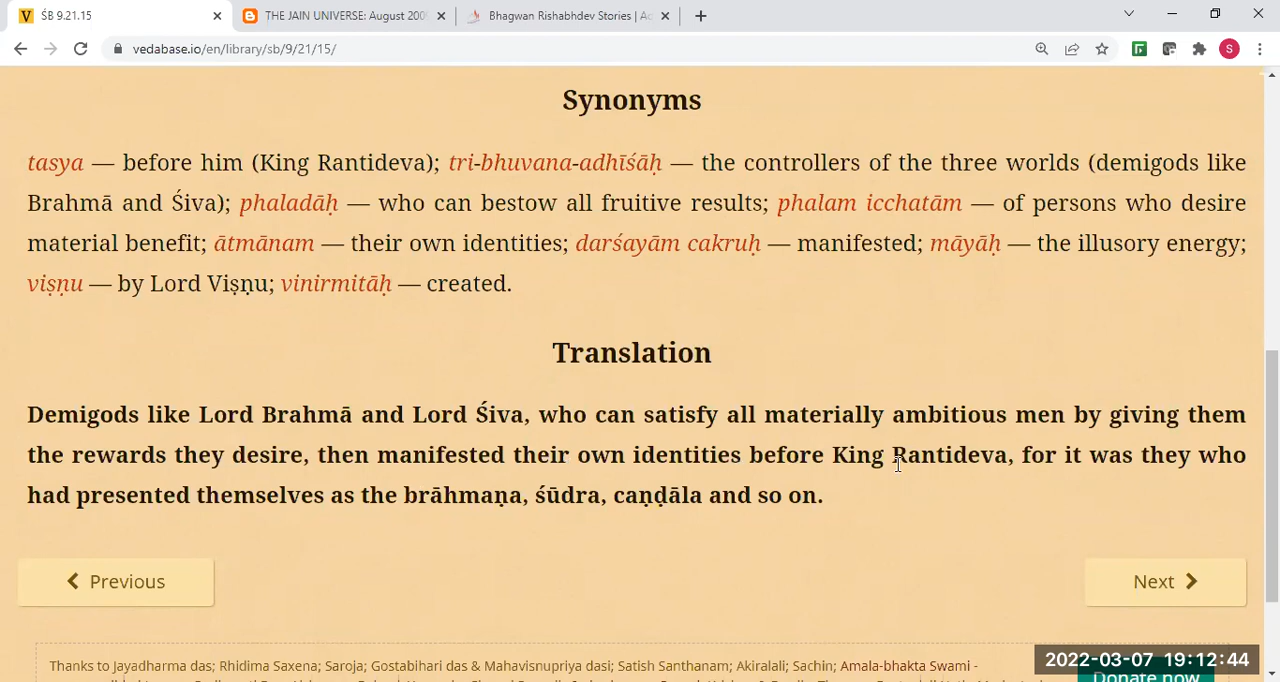 ŚB 9.21.15
THE JAIN UNIVERSE: August 2009
Bhagwan Rishabhdev Stories |
vedabase.io/en/library/sb/9/21/15/
S
Synonyms
tasya — before him (King Rantideva); tri-bhuvana-adhīśāḥ — the controllers of the three worlds (demigods like
Brahmā and Śiva); phaladāḥ — who can bestow all fruitive results; phalam icchatām — of persons who desire
material benefit; ātmānam — their own identities; darśayām cakruḥ — manifested; māyāḥ — the illusory energy;
viṣṇu — by Lord Viṣṇu; vinirmitāḥ — created.
Translation
Demigods like Lord Brahmā and Lord Śiva, who can satisfy all materially ambitious men by giving them
the rewards they desire, then manifested their own identities before King Rantideva, for it was they who
had presented themselves as the brāhmaṇa, śūdra, caṇḍāla and so on.
Previous
Next
Thanks to Jayadharma das; Rhidima Saxena; Saroja; Gostabihari das & Mahavisnupriya dasi; Satish Santhanam; Akiralali; Sachin; Amala-bhakta Swami -
Donate now
2022-03-07 19:12:44